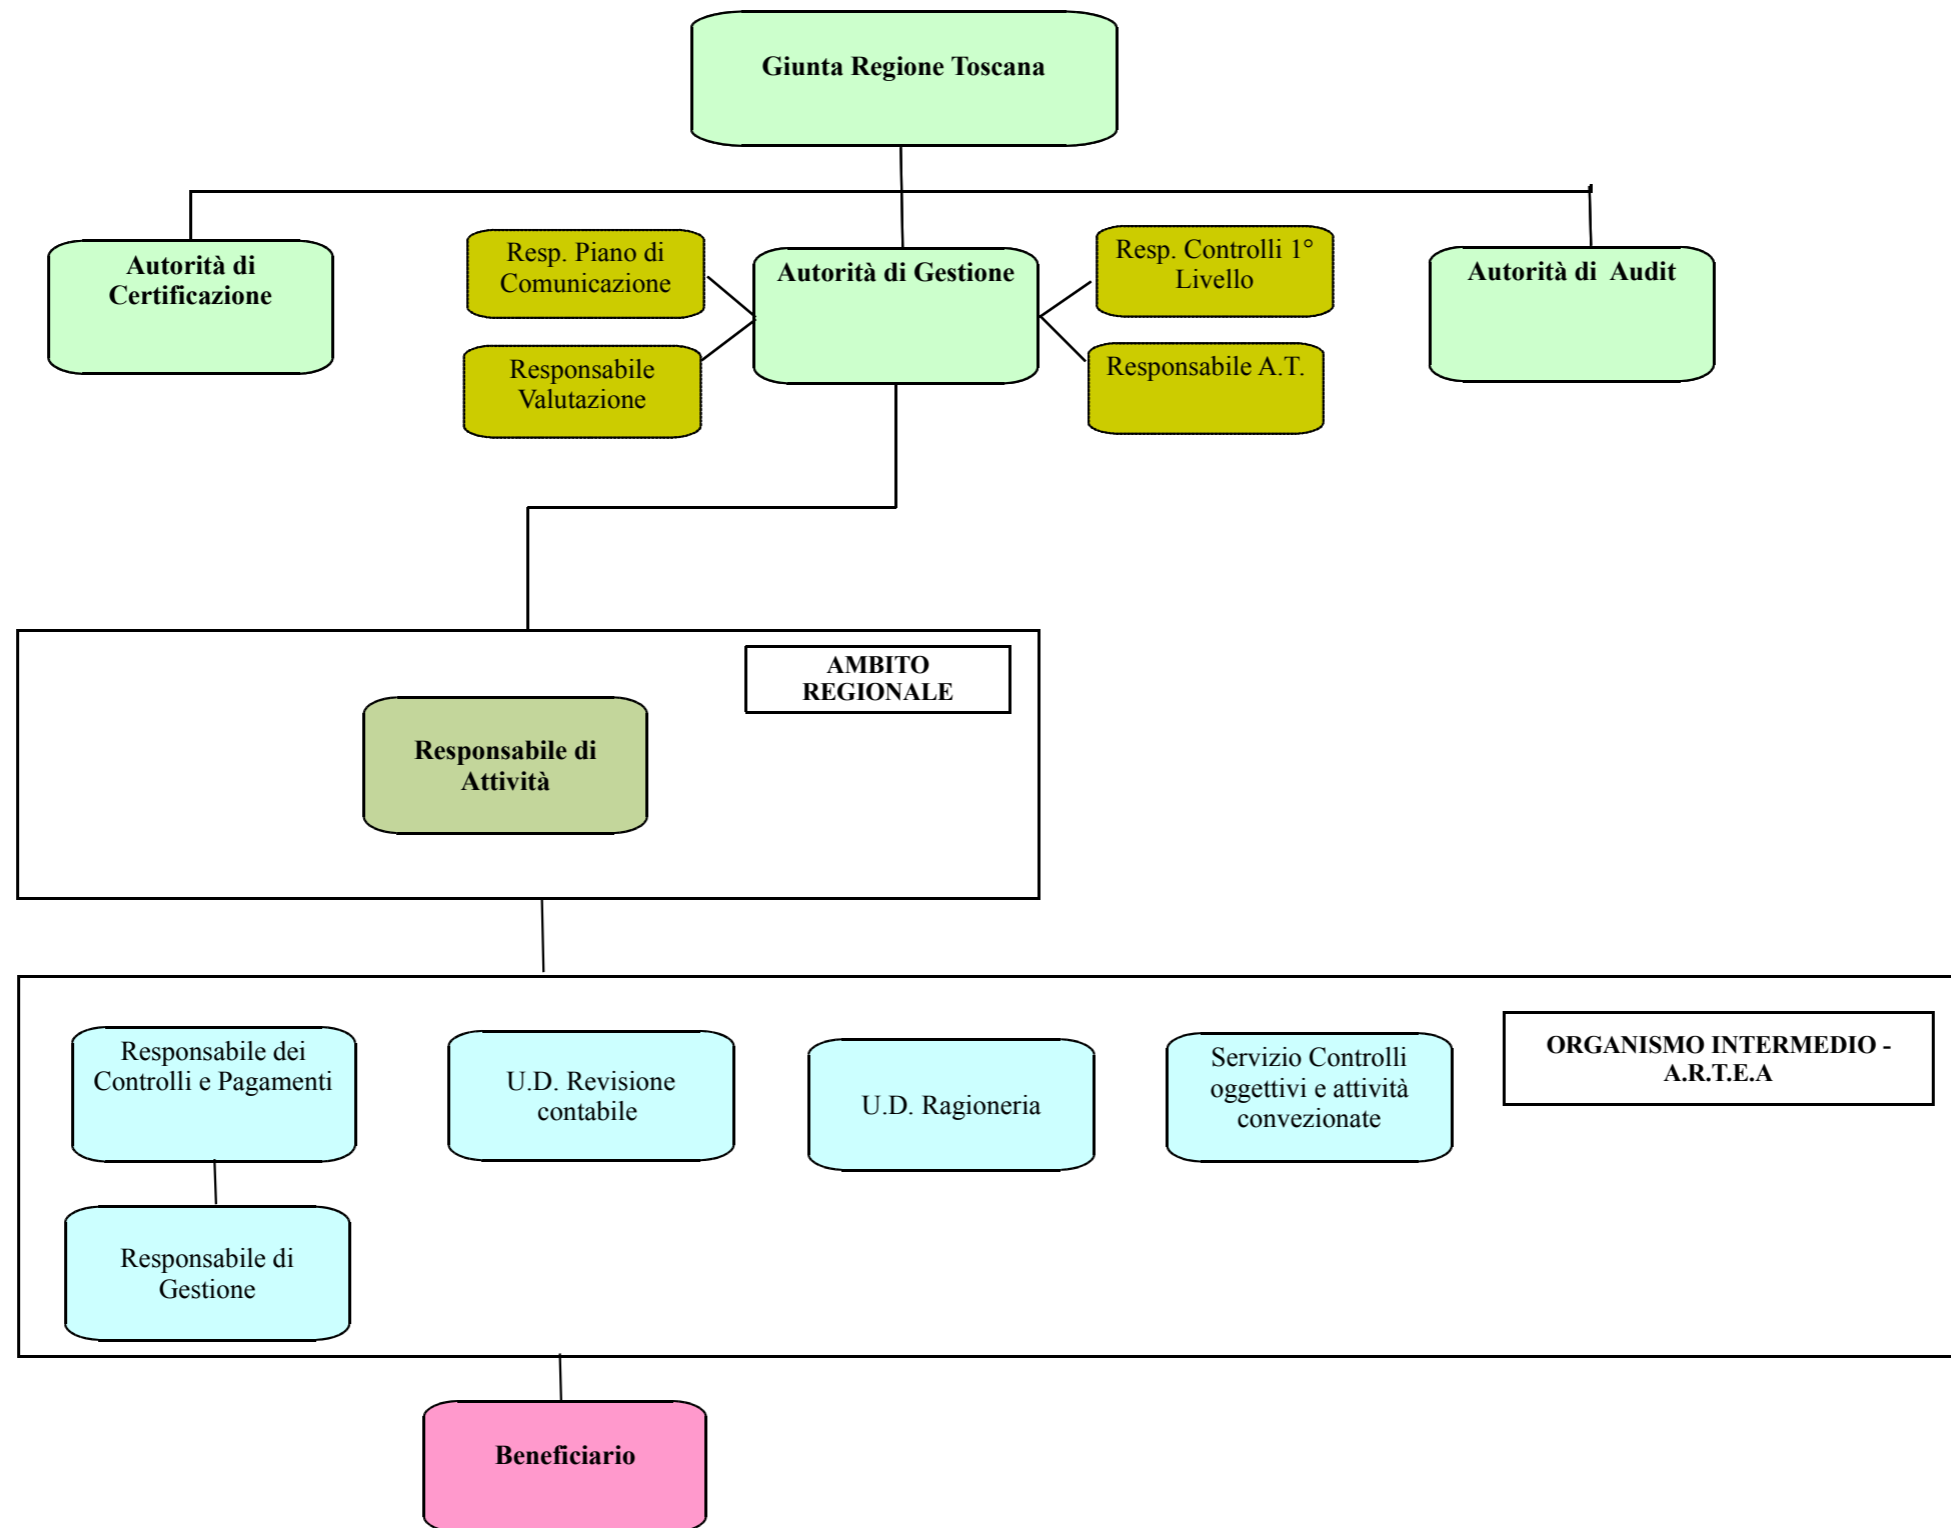 Giunta Regione Toscana
Autorità di
Certificazione
Resp. Piano di
Comunicazione
Responsabile
Valutazione
Autorità di Gestione
Resp. Controlli 1°
Livello
Responsabile A.T.
Autorità di  Audit
AMBITO
REGIONALE
Responsabile di
Attività
Responsabile dei
Controlli e Pagamenti
U.D. Revisione
contabile
U.D. Ragioneria
Servizio Controlli
oggettivi e attività
convezionate
ORGANISMO INTERMEDIO -
A.R.T.E.A
Responsabile di
Gestione
Beneficiario